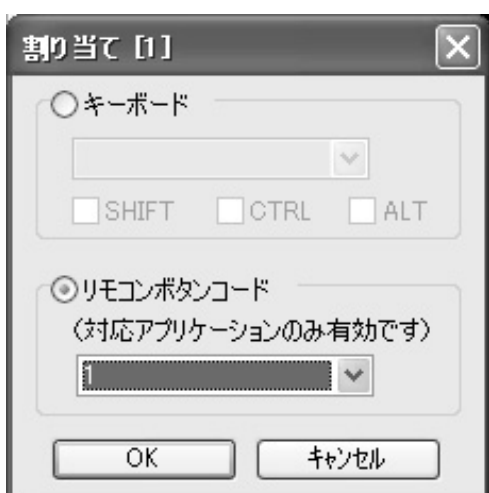 割り当て [1]
キーボード
SHIFT CTRL ALT
リモコンボタンコード
(対応アプリケーションのみ有効です)
1
OK キャンセル